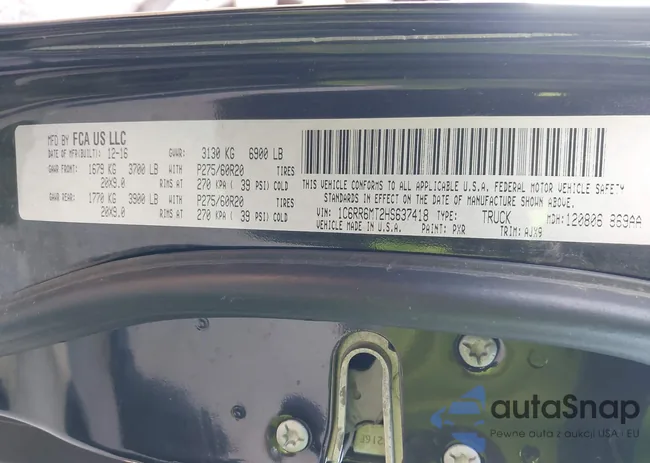 MFD BY FCA US LLC
DATE OF MFR(BUILT): 12-16 GVWR: 3130 KG 6900 LB
GAWR FRONT: 1679 KG 3700 LB WITH P275/60R20 TIRES
20X9.0 RIMS AT 270 KPA ( 39 PSI) COLD
GAWR REAR: 1770 KG 3900 LB WITH P275/60R20 TIRES
20X9.0 RIMS AT 270 KPA ( 39 PSI) COLD
THIS VEHICLE CONFORMS TO ALL APPLICABLE U.S.A. FEDERAL MOTOR VEHICLE SAFETY
STANDARDS IN EFFECT ON THE DATE OF MANUFACTURE SHOWN ABOVE.
VIN: 1C6RR6MT2HS637418 TYPE: TRUCK MDH: 120806 869AA
VEHICLE MADE IN U.S.A. PAINT: PXR TRIM: AJX9
autaSnap
Pewne auta z aukcji USA - EU